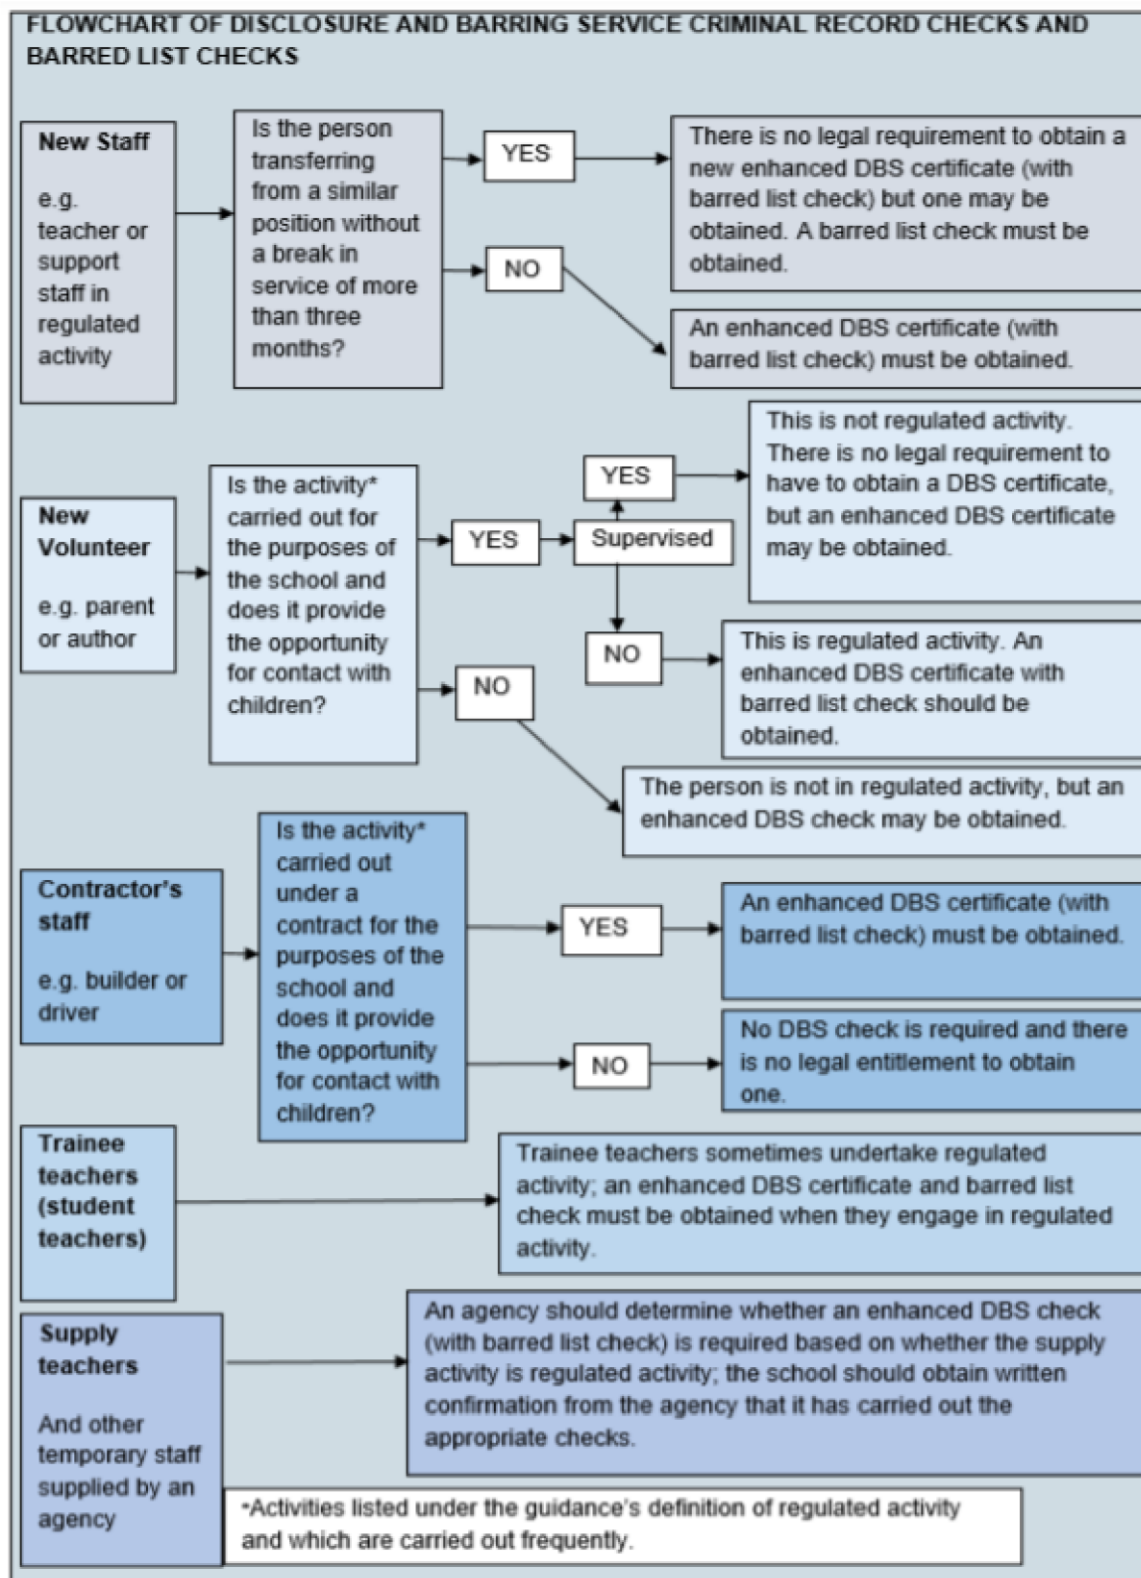 FLOWCHART OF DISCLOSURE AND BARRING SERVICE CRIMINAL RECORD CHECKS AND
BARRED LIST CHECKS
New Staff
e.g.
teacher or
support
staff in
regulated
activity
Is the person
transferring
from a similar
position without
a break in
service of more
than three
months?
YES
There is no legal requirement to obtain a
new enhanced DBS certificate (with
barred list check) but one may be
obtained. A barred list check must be
obtained.
NO
An enhanced DBS certificate (with
barred list check) must be obtained.
New
Volunteer
e.g. parent
or author
Is the activity*
carried out for
the purposes of
the school and
does it provide
the opportunity
for contact with
children?
YES
Supervised
YES
This is not regulated activity.
There is no legal requirement to
have to obtain a DBS certificate,
but an enhanced DBS certificate
may be obtained.
NO
This is regulated activity. An
enhanced DBS certificate with
barred list check should be
obtained.
NO
The person is not in regulated activity, but an
enhanced DBS check may be obtained.
Contractor's
staff
e.g. builder or
driver
Is the activity*
carried out
under a
contract for the
purposes of the
school and
does it provide
the opportunity
for contact with
children?
YES
An enhanced DBS certificate (with
barred list check) must be obtained.
NO
No DBS check is required and there
is no legal entitlement to obtain
one.
Trainee
teachers
(student
teachers)
Trainee teachers sometimes undertake regulated
activity; an enhanced DBS certificate and barred list
check must be obtained when they engage in regulated
activity.
Supply
teachers
And other
temporary staff
supplied by an
agency
An agency should determine whether an enhanced DBS check
(with barred list check) is required based on whether the supply
activity is regulated activity; the school should obtain written
confirmation from the agency that it has carried out the
appropriate checks.
*Activities listed under the guidance's definition of regulated activity
and which are carried out frequently.